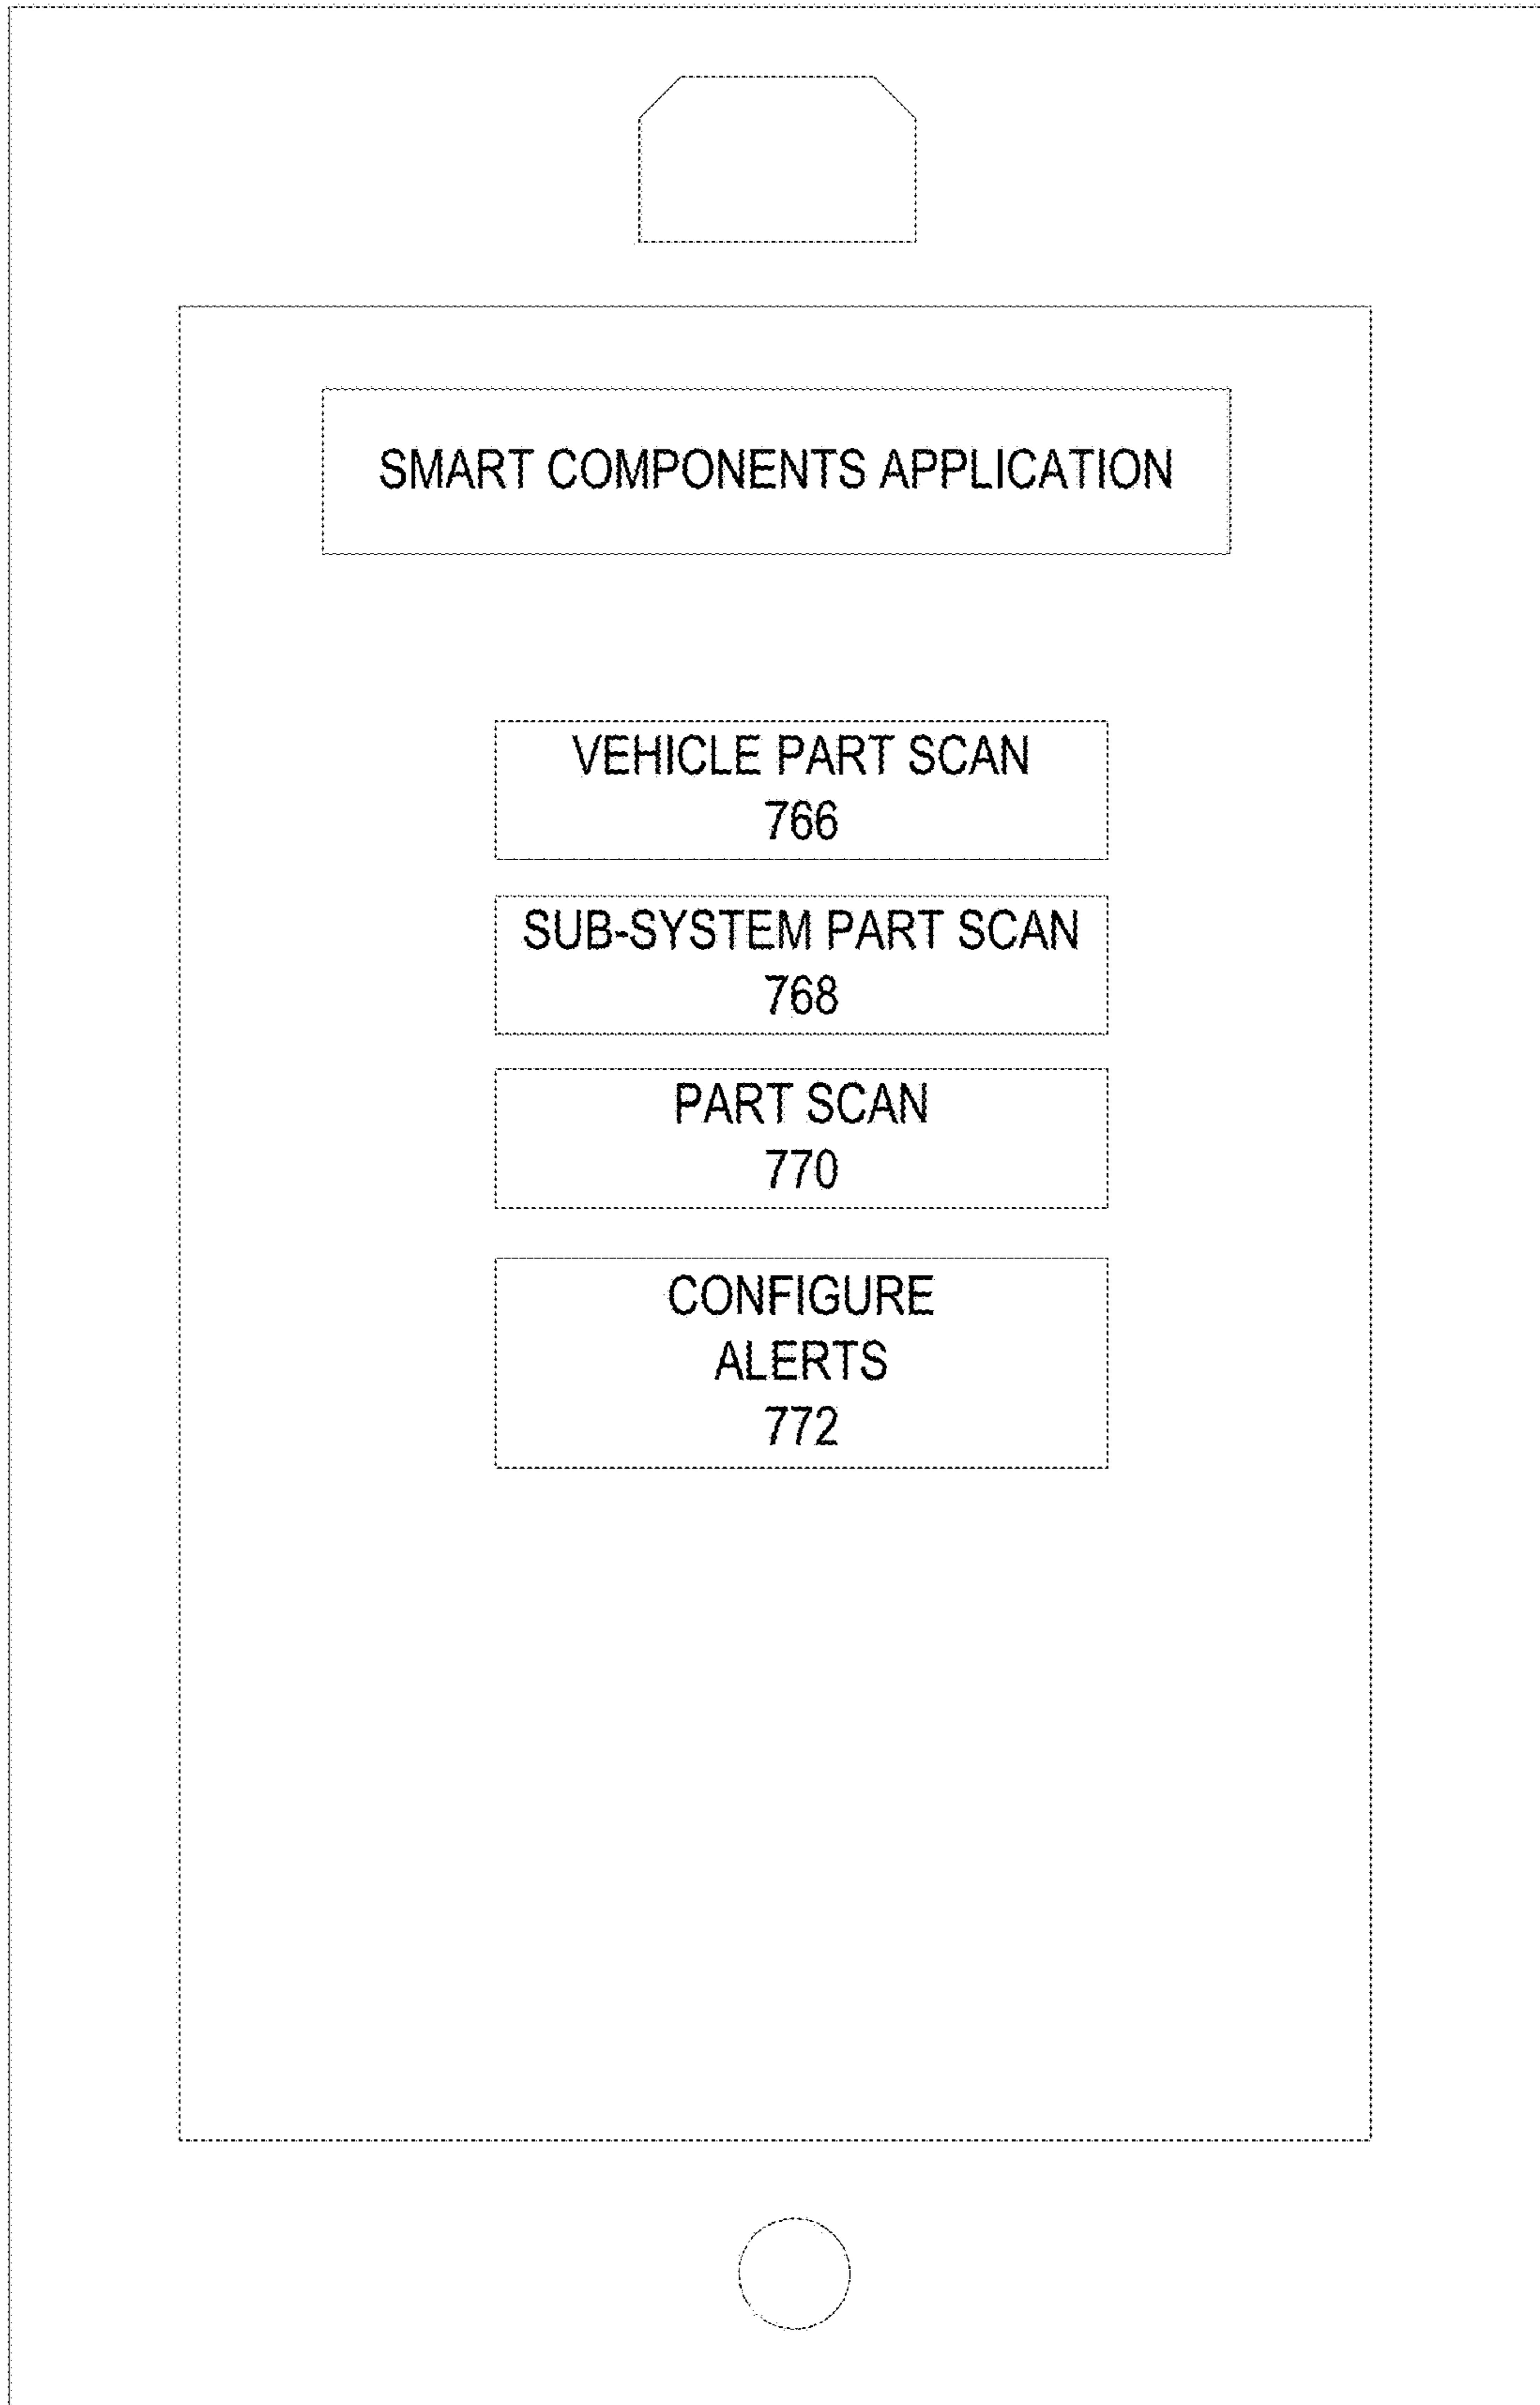 SMART COMPONENTS APPLICATION
VEHICLE PART SCAN
766
SUB-SYSTEM PART SCAN
768
PART SCAN
770
CONFIGURE
ALERTS
772